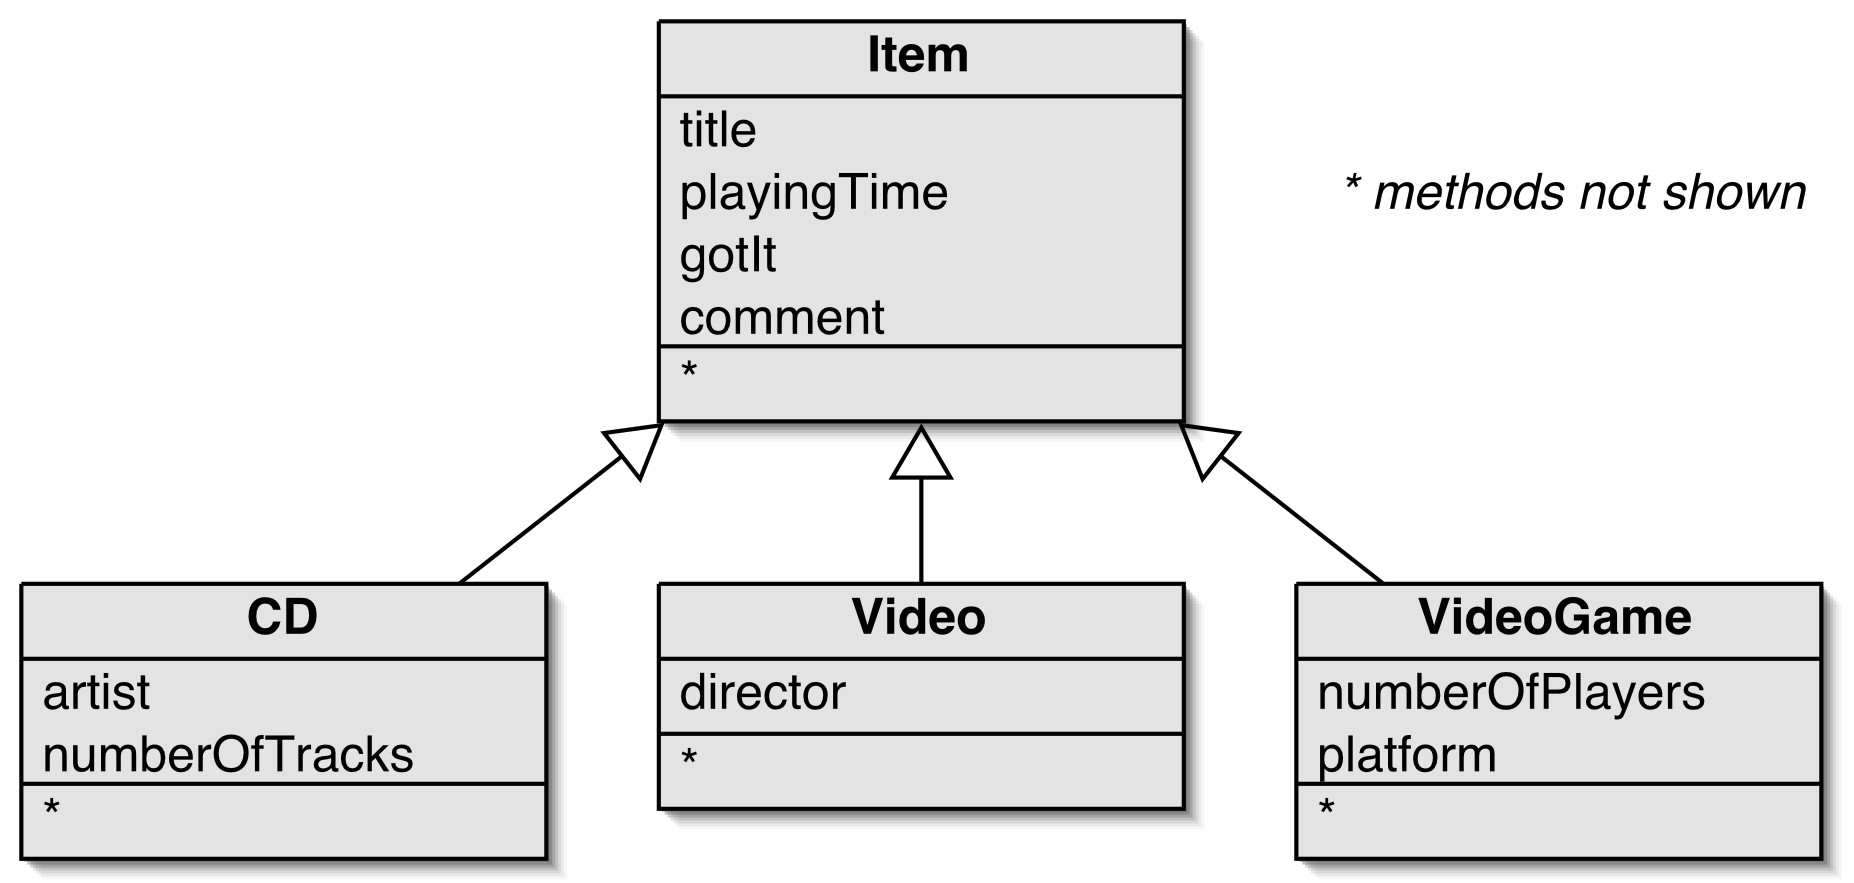 Item
title
playingTime
gotIt
comment
*
* methods not shown
CD
artist
numberOfTracks
*
Video
director
*
VideoGame
numberOfPlayers
platform
*